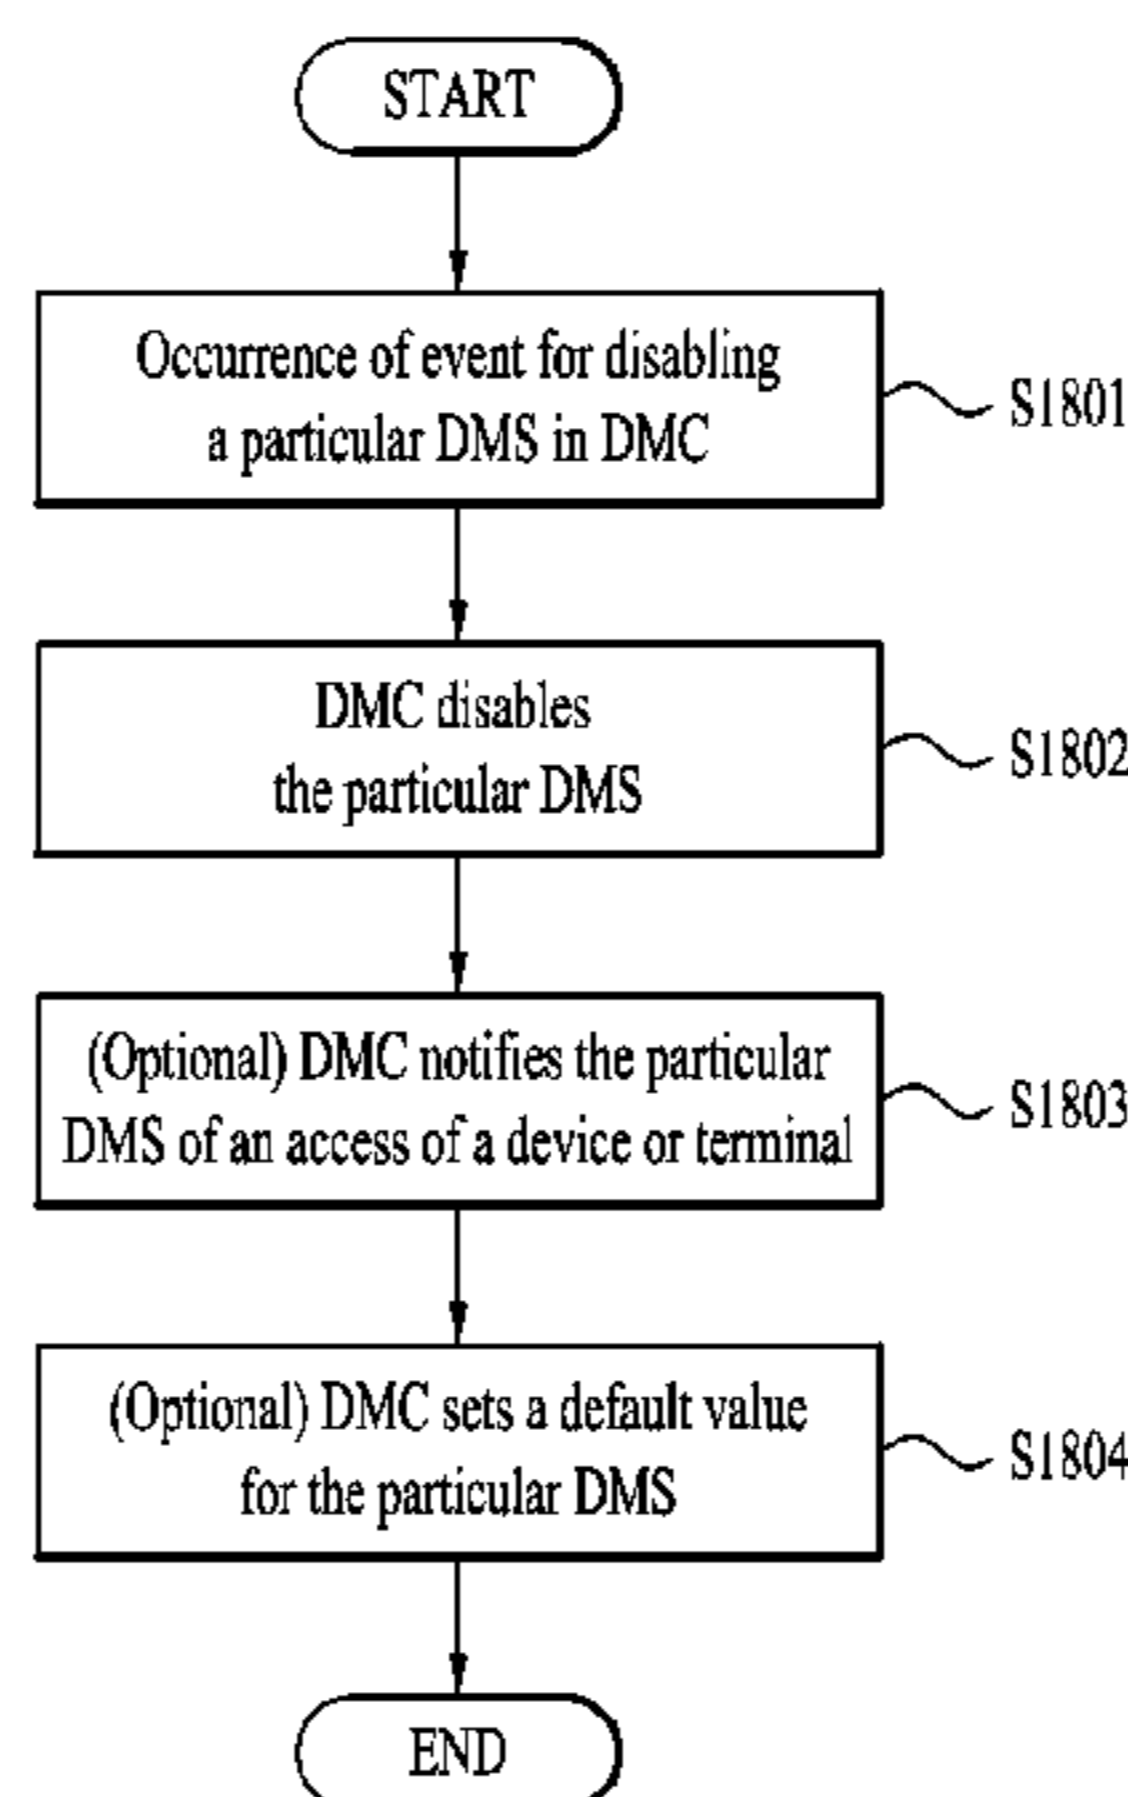 START
Occurrence of event for disabling
a particular DMS in DMC
S1801
DMC disables
the particular DMS
S1802
(Optional) DMC notifies the particular
DMS of an access of a device or terminal
S1803
(Optional) DMC sets a default value
for the particular DMS
S1804
END